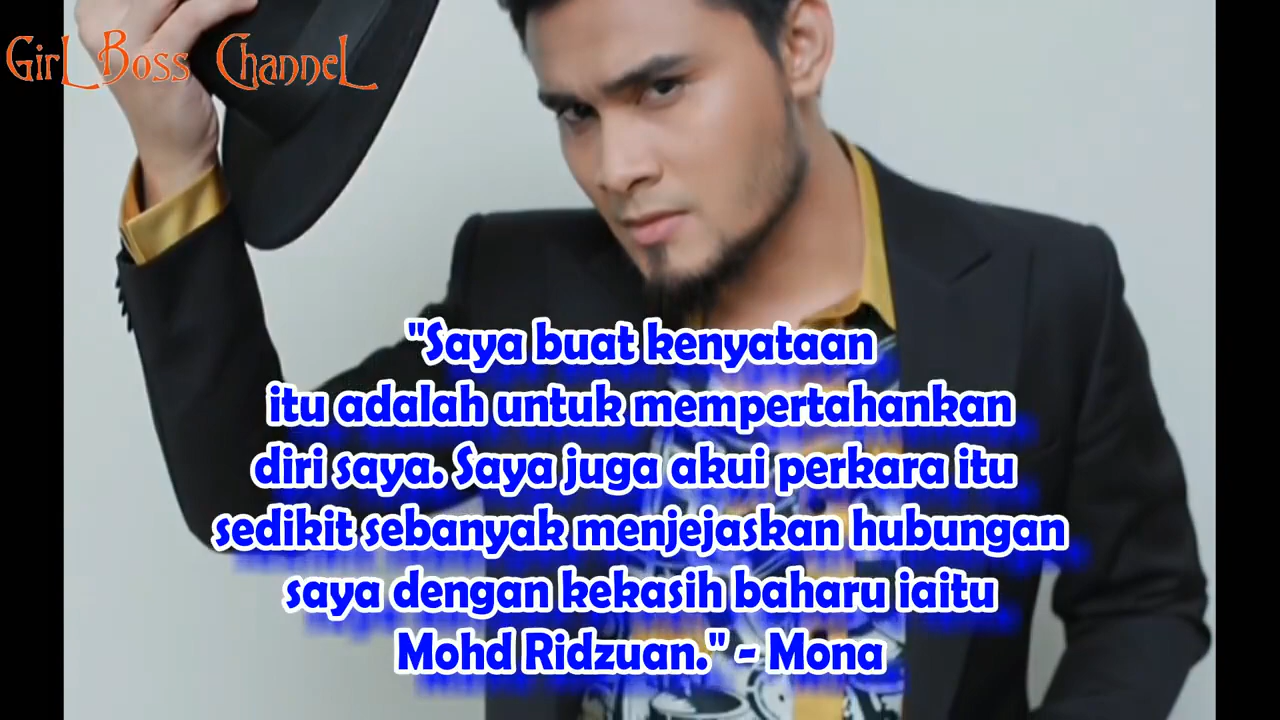 GirL Boss ChanneL
"Saya buat kenyataan
itu adalah untuk mempertahankan
diri saya. Saya juga akui perkara itu
sedikit sebanyak menjejaskan hubungan
saya dengan kekasih baharu iaitu
Mohd Ridzuan." - Mona